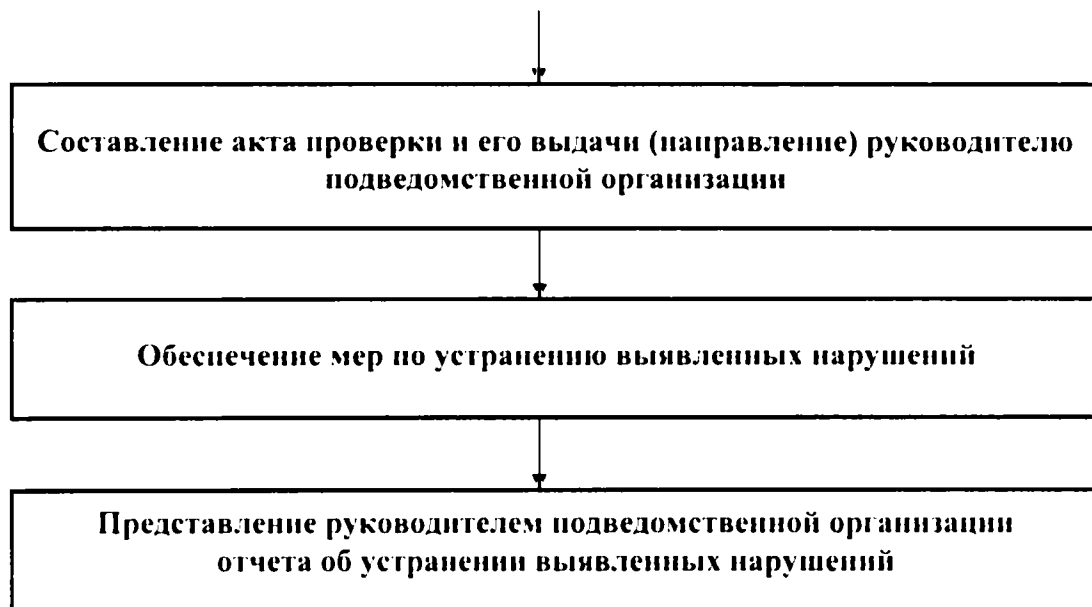 Составление акта проверки и его выдачи (направление) руководителю
подведомственной организации
Обеспечение мер по устранению выявленных нарушений
Представление руководителем подведомственной организации
отчета об устранении выявленных нарушений